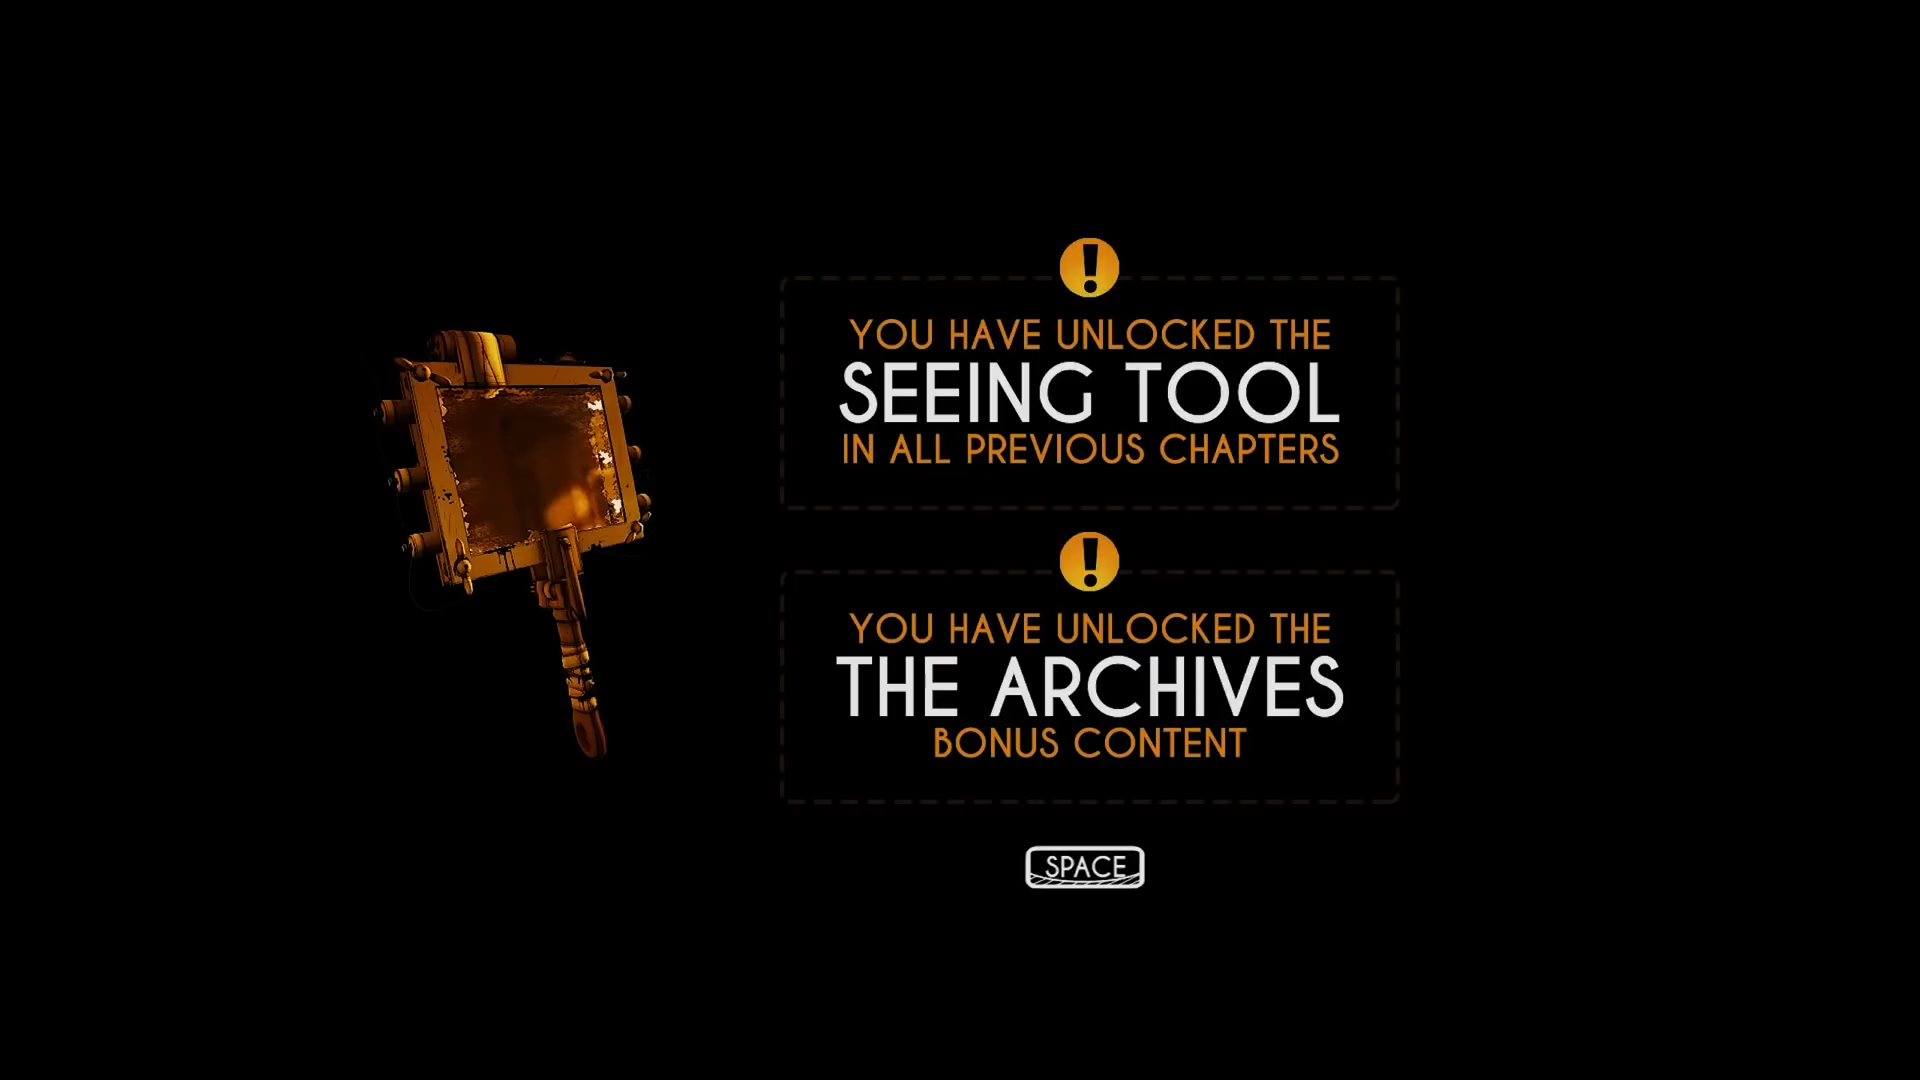 !
YOU HAVE UNLOCKED THE
SEEING TOOL
IN ALL PREVIOUS CHAPTERS
!
YOU HAVE UNLOCKED THE
THE ARCHIVES
BONUS CONTENT
SPACE